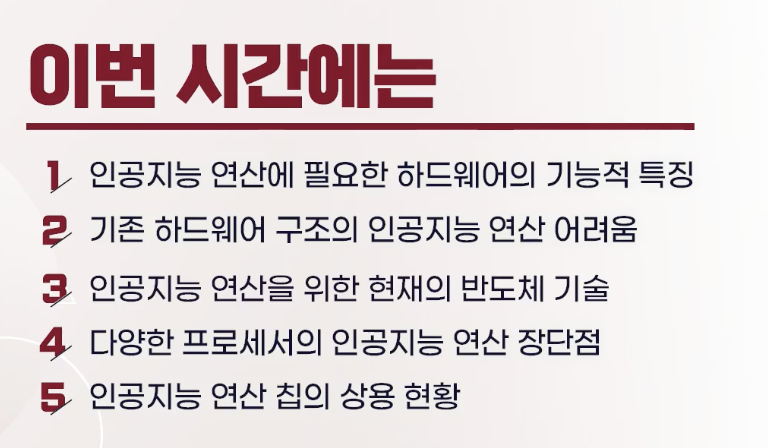 이번 시간에는
1 인공지능 연산에 필요한 하드웨어의 기능적 특징
2 기존 하드웨어 구조의 인공지능 연산 어려움
3 인공지능 연산을 위한 현재의 반도체 기술
4 다양한 프로세서의 인공지능 연산 장단점
5 인공지능 연산 칩의 상용 현황